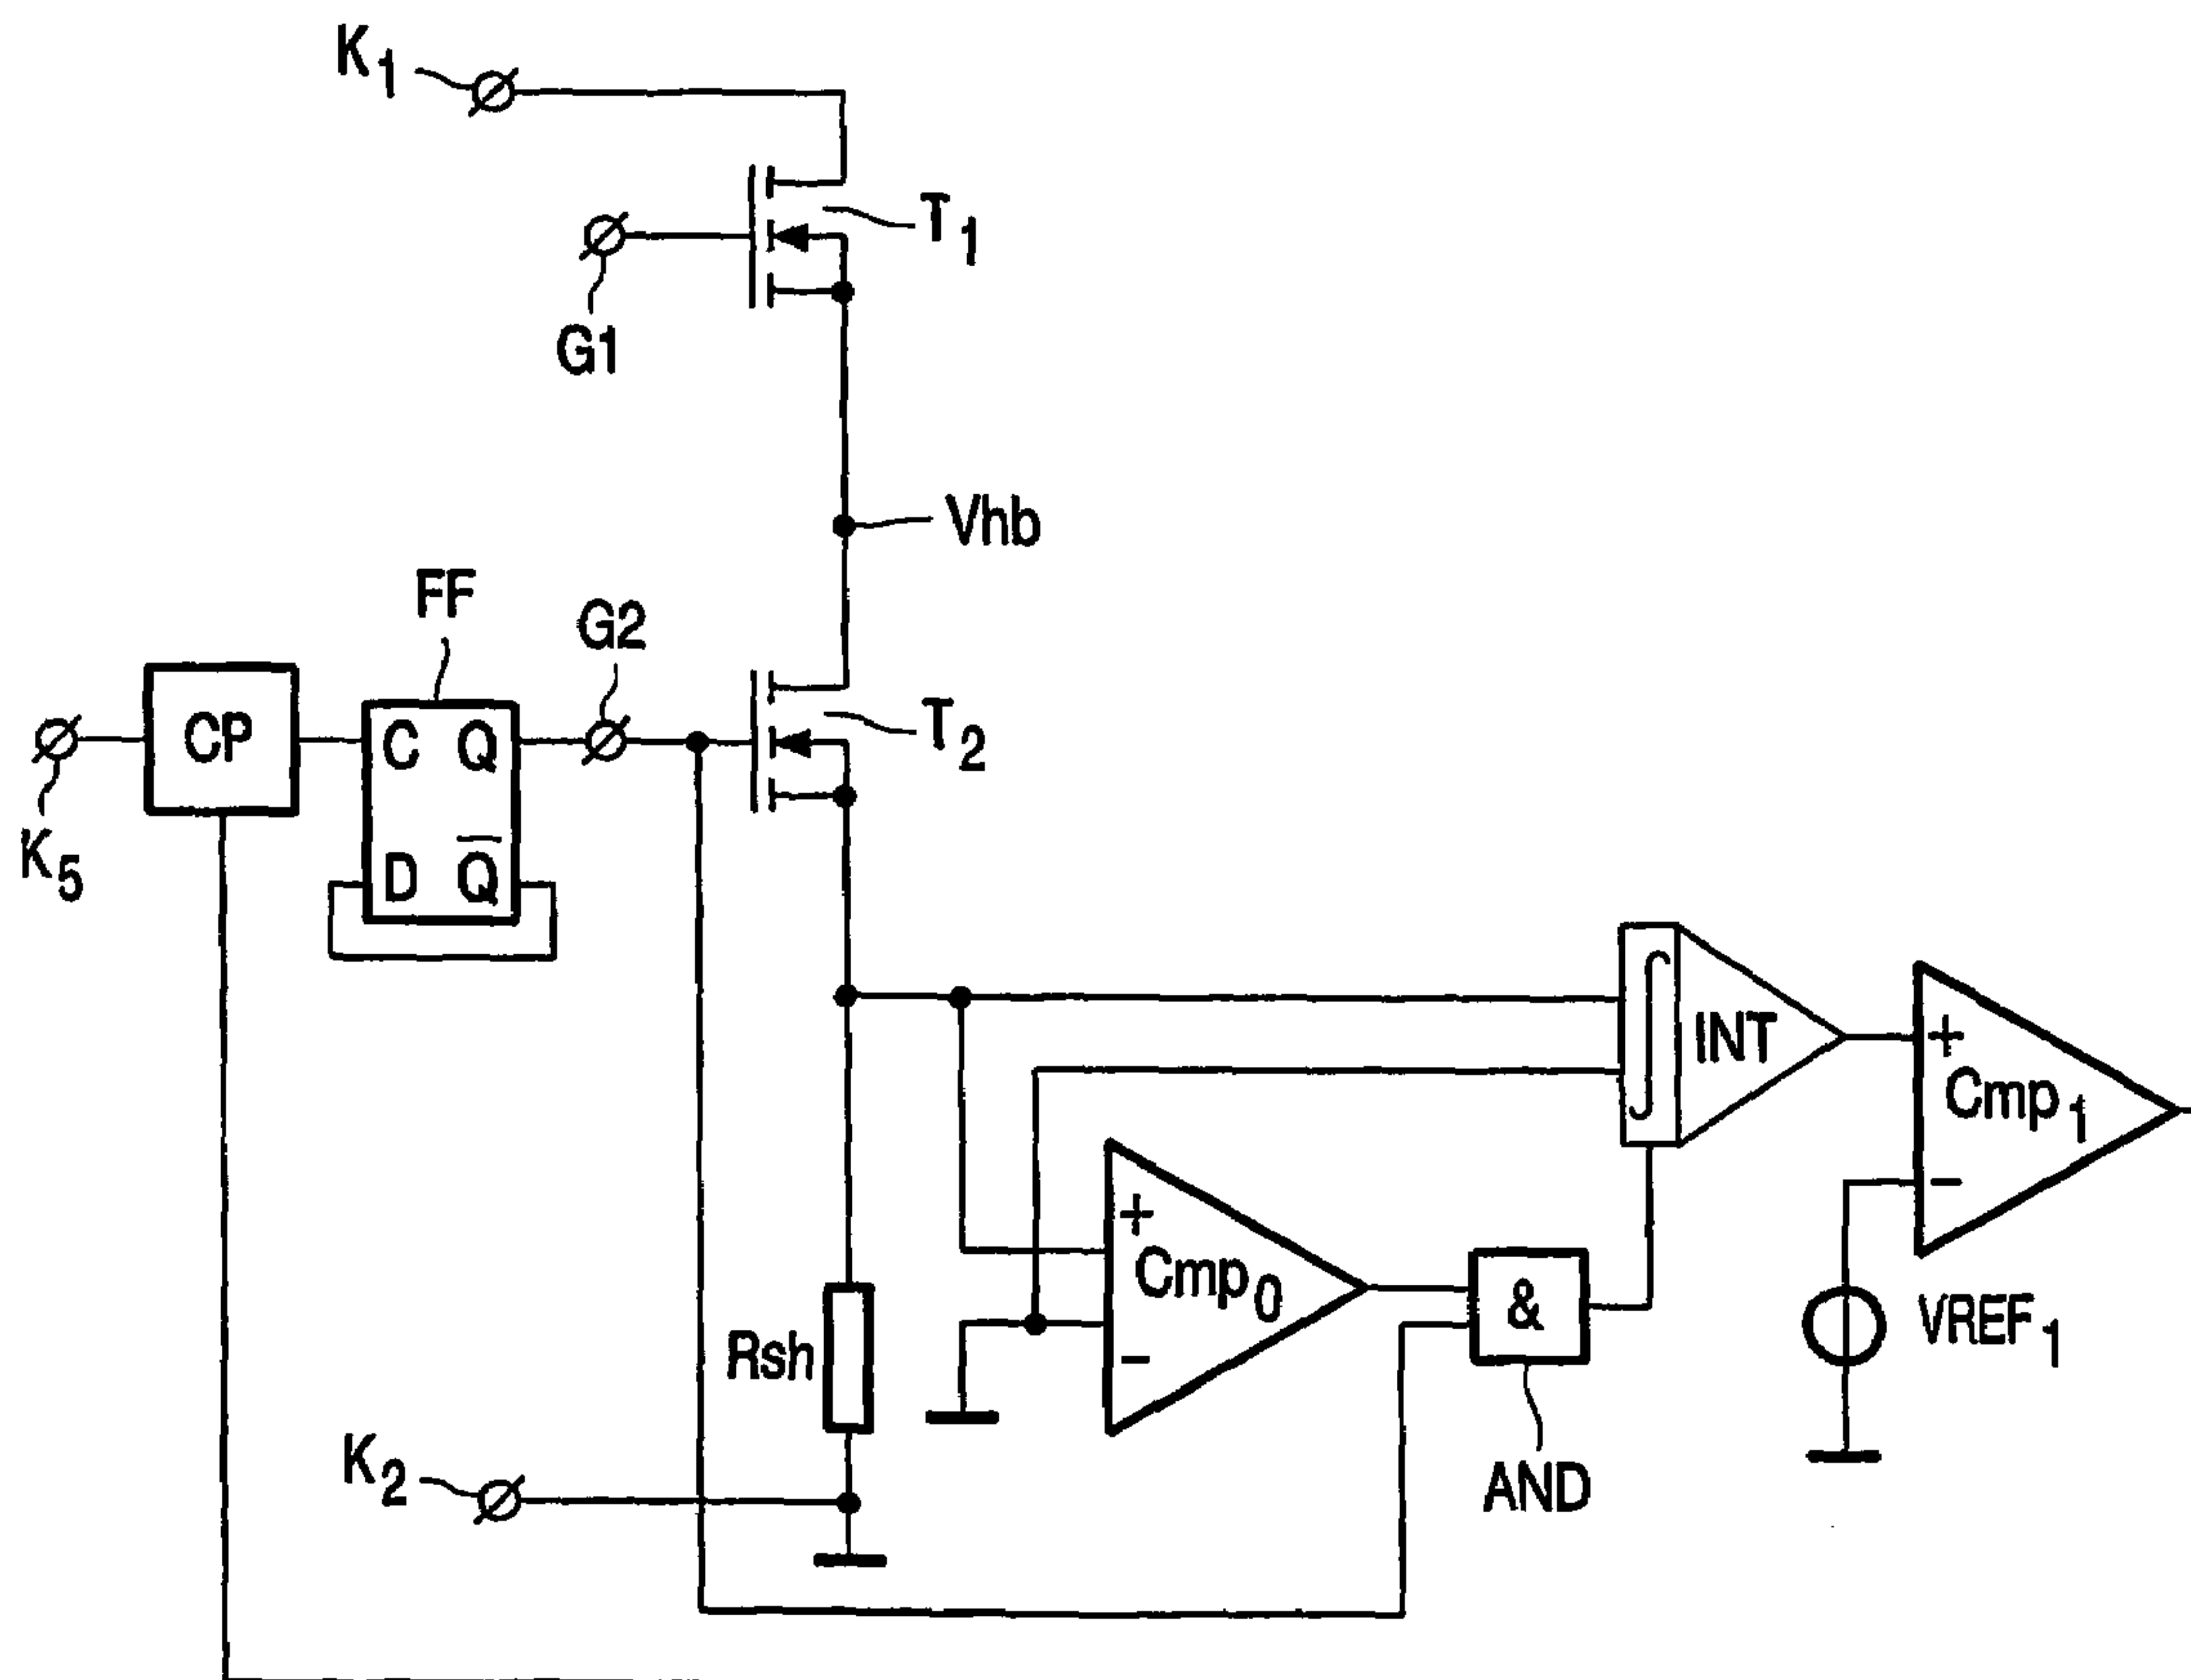 K1
T1
G1
Vhb
FF
G2
CP
C Q
T2
K5
D Q̅
INT
+
Cmp1
+
Cmp0
&
−
VREF1
Rsh
−
K2
AND